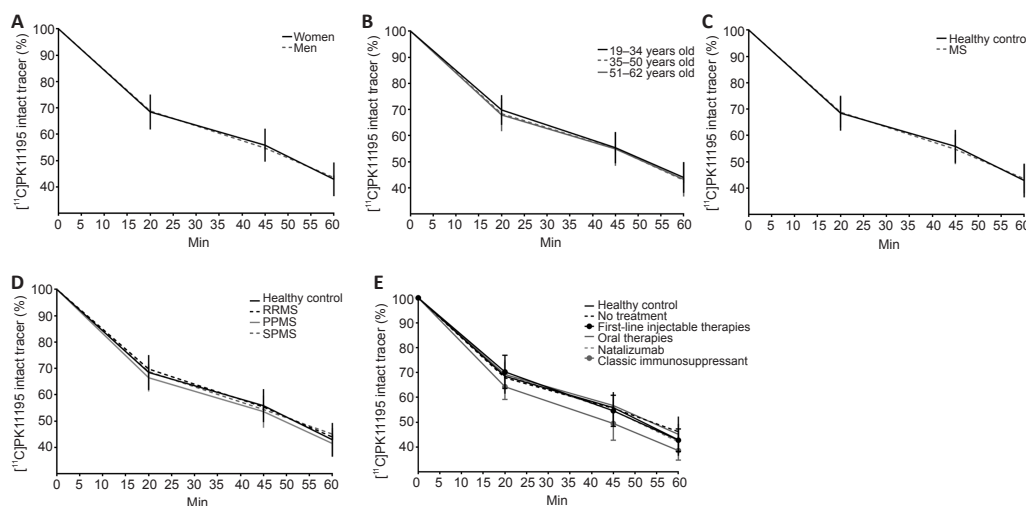 A
[¹¹C]PK11195 intact tracer (%)
100
90
80
70
60
50
40
Women
Men
0 5 10 15 20 25 30 35 40 45 50 55 60
Min
B
[¹¹C]PK11195 intact tracer (%)
100
90
80
70
60
50
40
19–34 years old
35–50 years old
51–62 years old
0 5 10 15 20 25 30 35 40 45 50 55 60
Min
C
[¹¹C]PK11195 intact tracer (%)
100
90
80
70
60
50
40
Healthy control
MS
0 5 10 15 20 25 30 35 40 45 50 55 60
Min
D
[¹¹C]PK11195 intact tracer (%)
100
90
80
70
60
50
40
Healthy control
RRMS
PPMS
SPMS
0 5 10 15 20 25 30 35 40 45 50 55 60
Min
E
[¹¹C]PK11195 intact tracer (%)
100
90
80
70
60
50
40
Healthy control
No treatment
First-line injectable therapies
Oral therapies
Natalizumab
Classic immunosuppressant
0 5 10 15 20 25 30 35 40 45 50 55 60
Min